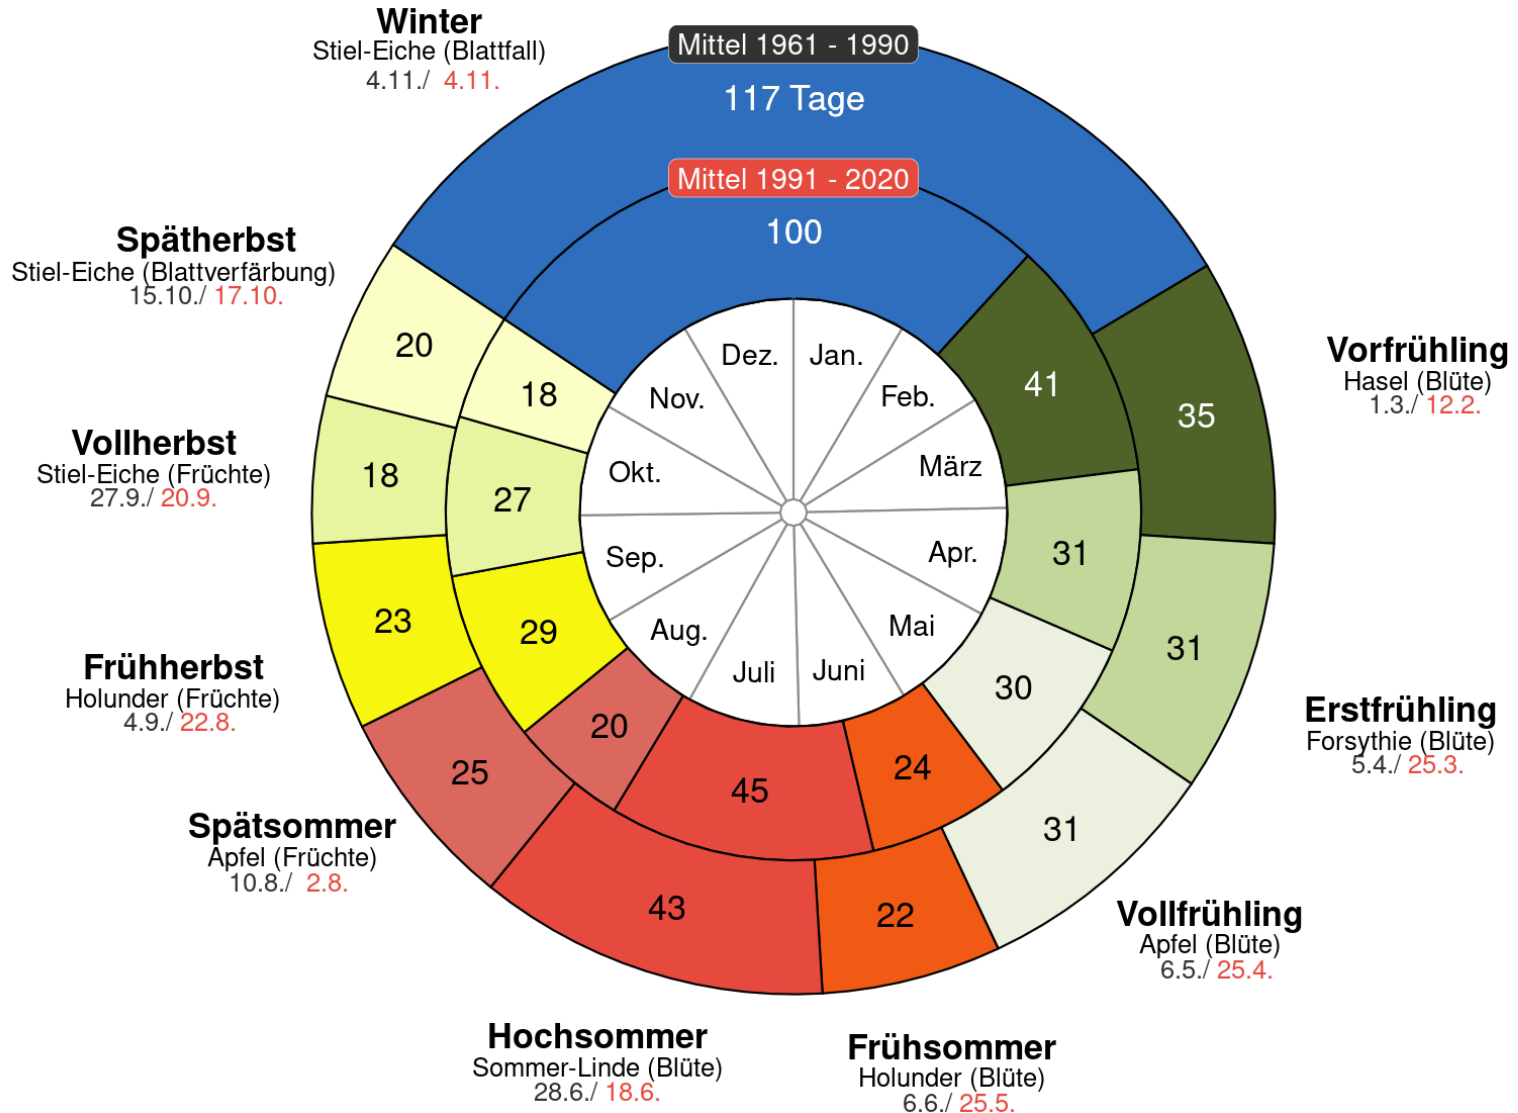 Winter
Stiel-Eiche (Blattfall)
4.11./ 4.11.
Mittel 1961 - 1990
117 Tage
Mittel 1991 - 2020
100
Spätherbst
Stiel-Eiche (Blattverfärbung)
15.10./ 17.10.
20
18
Vollherbst
Stiel-Eiche (Früchte)
27.9./ 20.9.
18
27
Frühherbst
Holunder (Früchte)
4.9./ 22.8.
23
29
Spätsommer
Apfel (Früchte)
10.8./ 2.8.
25
20
Hochsommer
Sommer-Linde (Blüte)
28.6./ 18.6.
43
45
Frühsommer
Holunder (Blüte)
6.6./ 25.5.
22
24
Vollfrühling
Apfel (Blüte)
6.5./ 25.4.
31
30
Erstfrühling
Forsythie (Blüte)
5.4./ 25.3.
31
31
Vorfrühling
Hasel (Blüte)
1.3./ 12.2.
35
41
Jan.
Feb.
März
Apr.
Mai
Juni
Juli
Aug.
Sep.
Okt.
Nov.
Dez.